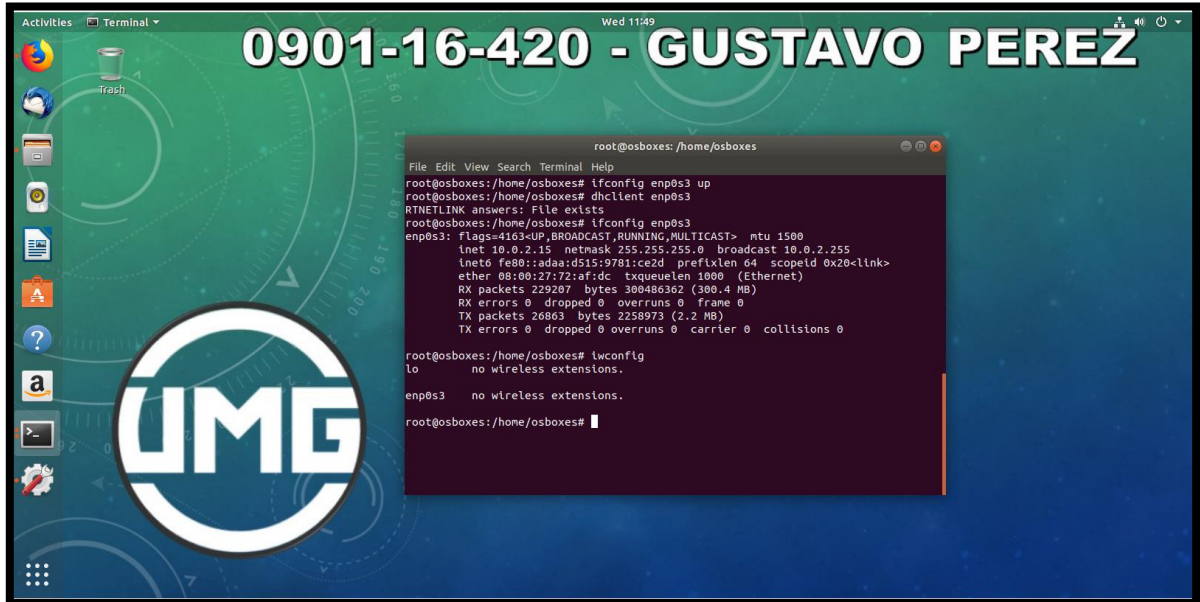 Activities Terminal
Wed 11:49
0901-16-420 - GUSTAVO PEREZ
Trash
root@osboxes: /home/osboxes
File Edit View Search Terminal Help
root@osboxes:/home/osboxes# ifconfig enp0s3 up
root@osboxes:/home/osboxes# dhclient enp0s3
RTNETLINK answers: File exists
root@osboxes:/home/osboxes# ifconfig enp0s3
enp0s3: flags=4163<UP,BROADCAST,RUNNING,MULTICAST> mtu 1500
inet 10.0.2.15 netmask 255.255.255.0 broadcast 10.0.2.255
inet6 fe80::adaa:d515:9781:ce2d prefixlen 64 scopeid 0x20<link>
ether 08:00:27:72:af:dc txqueuelen 1000 (Ethernet)
RX packets 229207 bytes 300486362 (300.4 MB)
RX errors 0 dropped 0 overruns 0 frame 0
TX packets 26863 bytes 2258973 (2.2 MB)
TX errors 0 dropped 0 overruns 0 carrier 0 collisions 0
root@osboxes:/home/osboxes# iwconfig
lo no wireless extensions.
enp0s3 no wireless extensions.
root@osboxes:/home/osboxes#
UMG